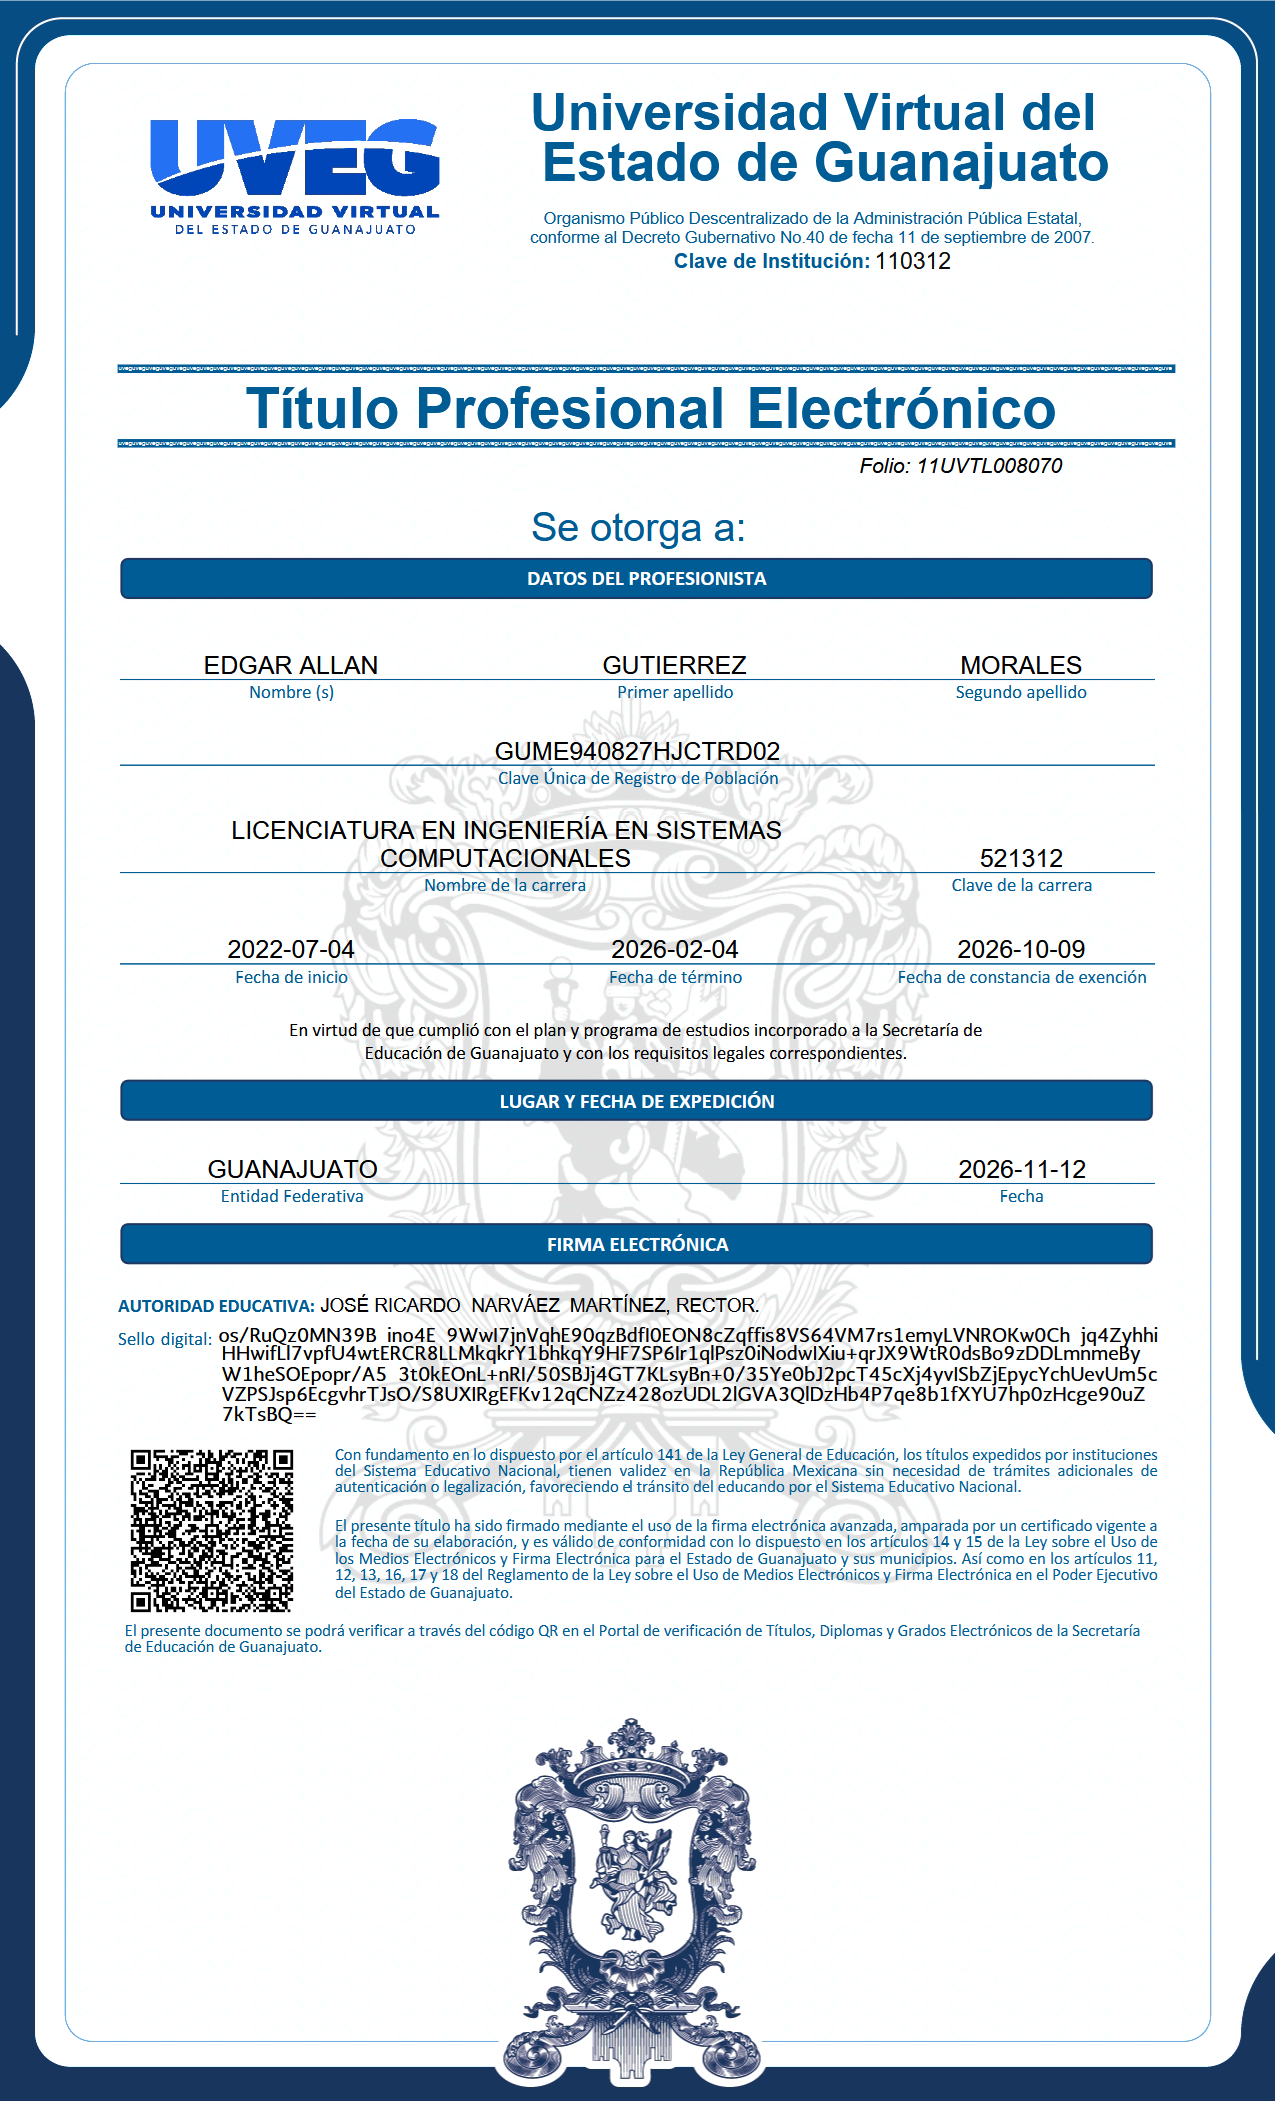 UVEG
UNIVERSIDAD VIRTUAL
DEL ESTADO DE GUANAJUATO
Universidad Virtual del
Estado de Guanajuato
Organismo Público Descentralizado de la Administración Pública Estatal,
conforme al Decreto Gubernativo No.40 de fecha 11 de septiembre de 2007.
Clave de Institución: 110312
Título Profesional Electrónico
Folio: 11UVTL008070
Se otorga a:
DATOS DEL PROFESIONISTA
EDGAR ALLAN GUTIERREZ MORALES
Nombre (s) Primer apellido Segundo apellido
GUME940827HJCTRD02
Clave Única de Registro de Población
LICENCIATURA EN INGENIERÍA EN SISTEMAS
COMPUTACIONALES 521312
Nombre de la carrera Clave de la carrera
2022-07-04 2026-02-04 2026-10-09
Fecha de inicio Fecha de término Fecha de constancia de exención
En virtud de que cumplió con el plan y programa de estudios incorporado a la Secretaría de
Educación de Guanajuato y con los requisitos legales correspondientes.
LUGAR Y FECHA DE EXPEDICIÓN
GUANAJUATO 2026-11-12
Entidad Federativa Fecha
FIRMA ELECTRÓNICA
AUTORIDAD EDUCATIVA: JOSÉ RICARDO NARVÁEZ MARTÍNEZ, RECTOR.
Sello digital:
7kTsBQ==
Con fundamento en lo dispuesto por el artículo 141 de la Ley General de Educación, los títulos expedidos por instituciones
del Sistema Educativo Nacional, tienen validez en la República Mexicana sin necesidad de trámites adicionales de
autenticación o legalización, favoreciendo el tránsito del educando por el Sistema Educativo Nacional.
El presente título ha sido firmado mediante el uso de la firma electrónica avanzada, amparada por un certificado vigente a
la fecha de su elaboración, y es válido de conformidad con lo dispuesto en los artículos 14 y 15 de la Ley sobre el Uso de
los Medios Electrónicos y Firma Electrónica para el Estado de Guanajuato y sus municipios. Así como en los artículos 11,
12, 13, 16, 17 y 18 del Reglamento de la Ley sobre el Uso de Medios Electrónicos y Firma Electrónica en el Poder Ejecutivo
del Estado de Guanajuato.
El presente documento se podrá verificar a través del código QR en el Portal de verificación de Títulos, Diplomas y Grados Electrónicos de la Secretaría
de Educación de Guanajuato.